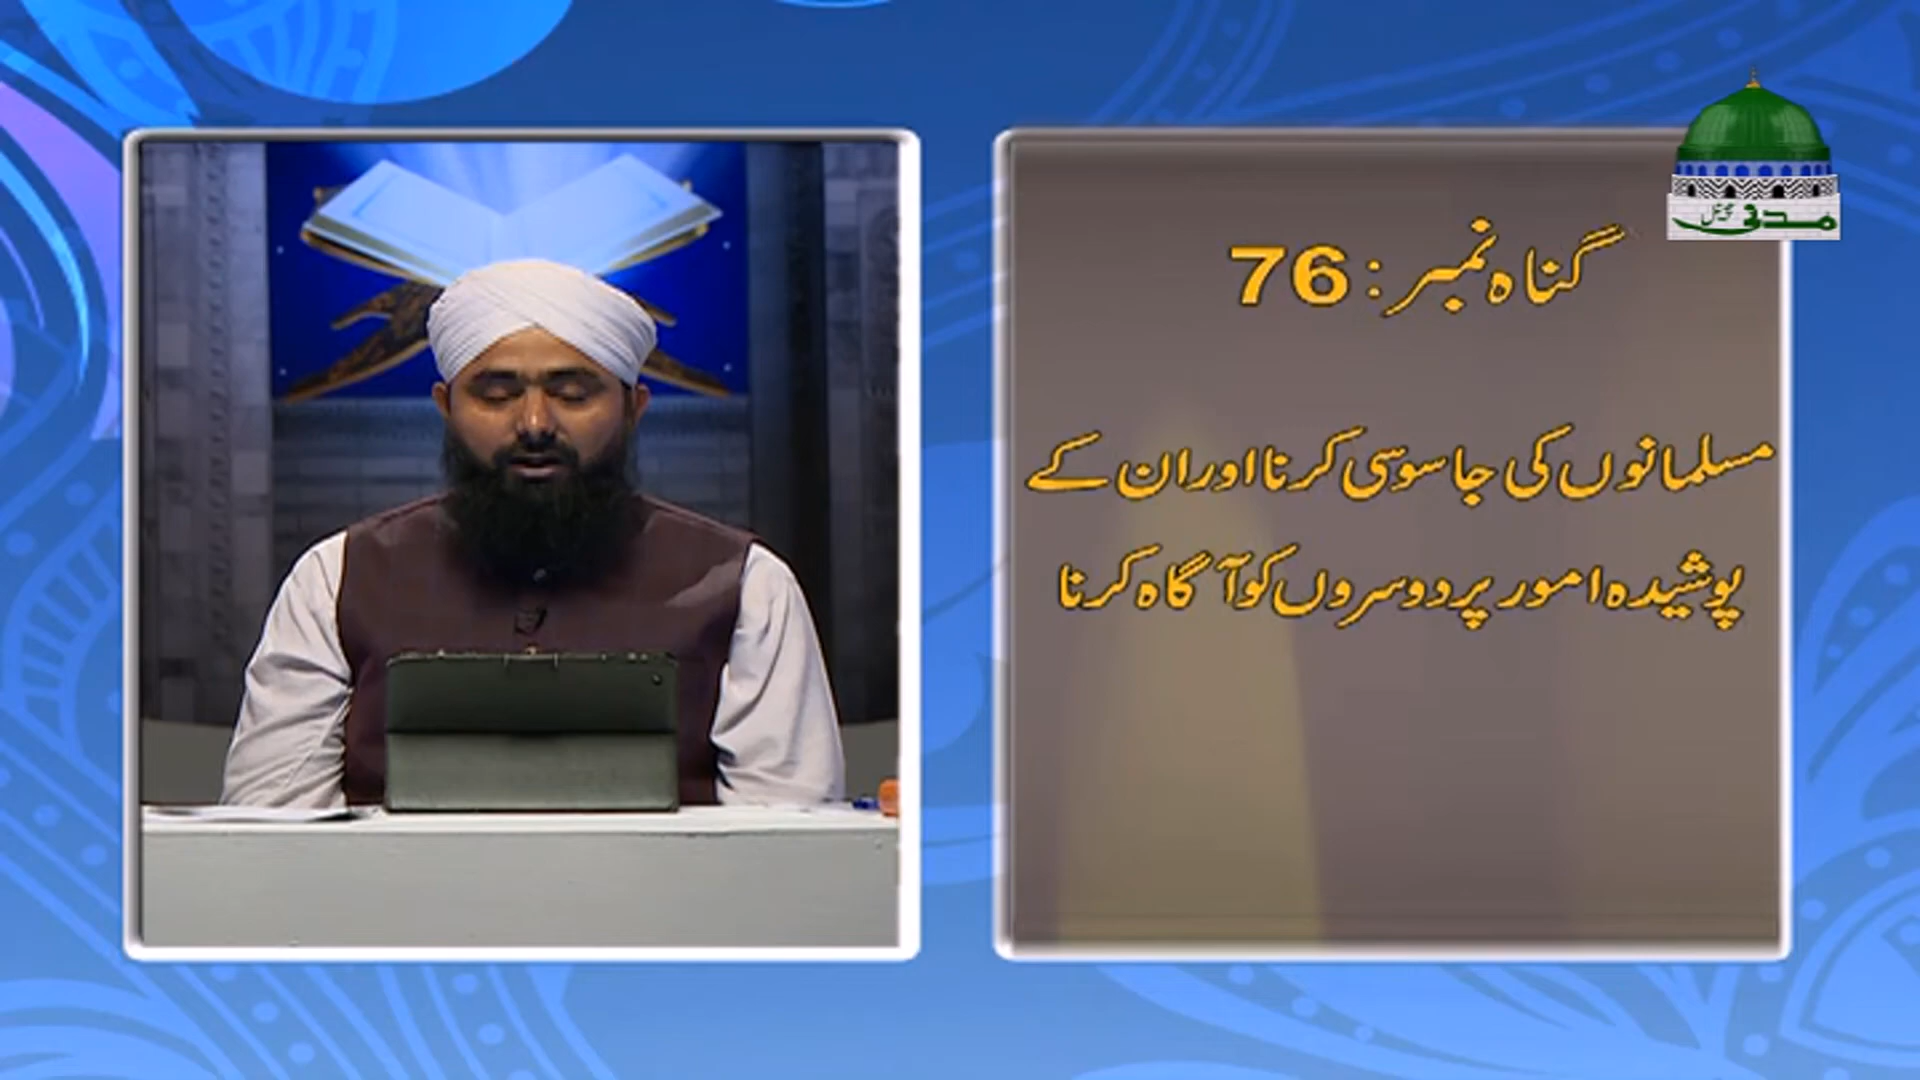 مدنی چینل
گناہ نمبر: 76
مسلمانوں کی جاسوسی کرنا اور ان کے
پوشیدہ امور پر دوسروں کو آگاہ کرنا